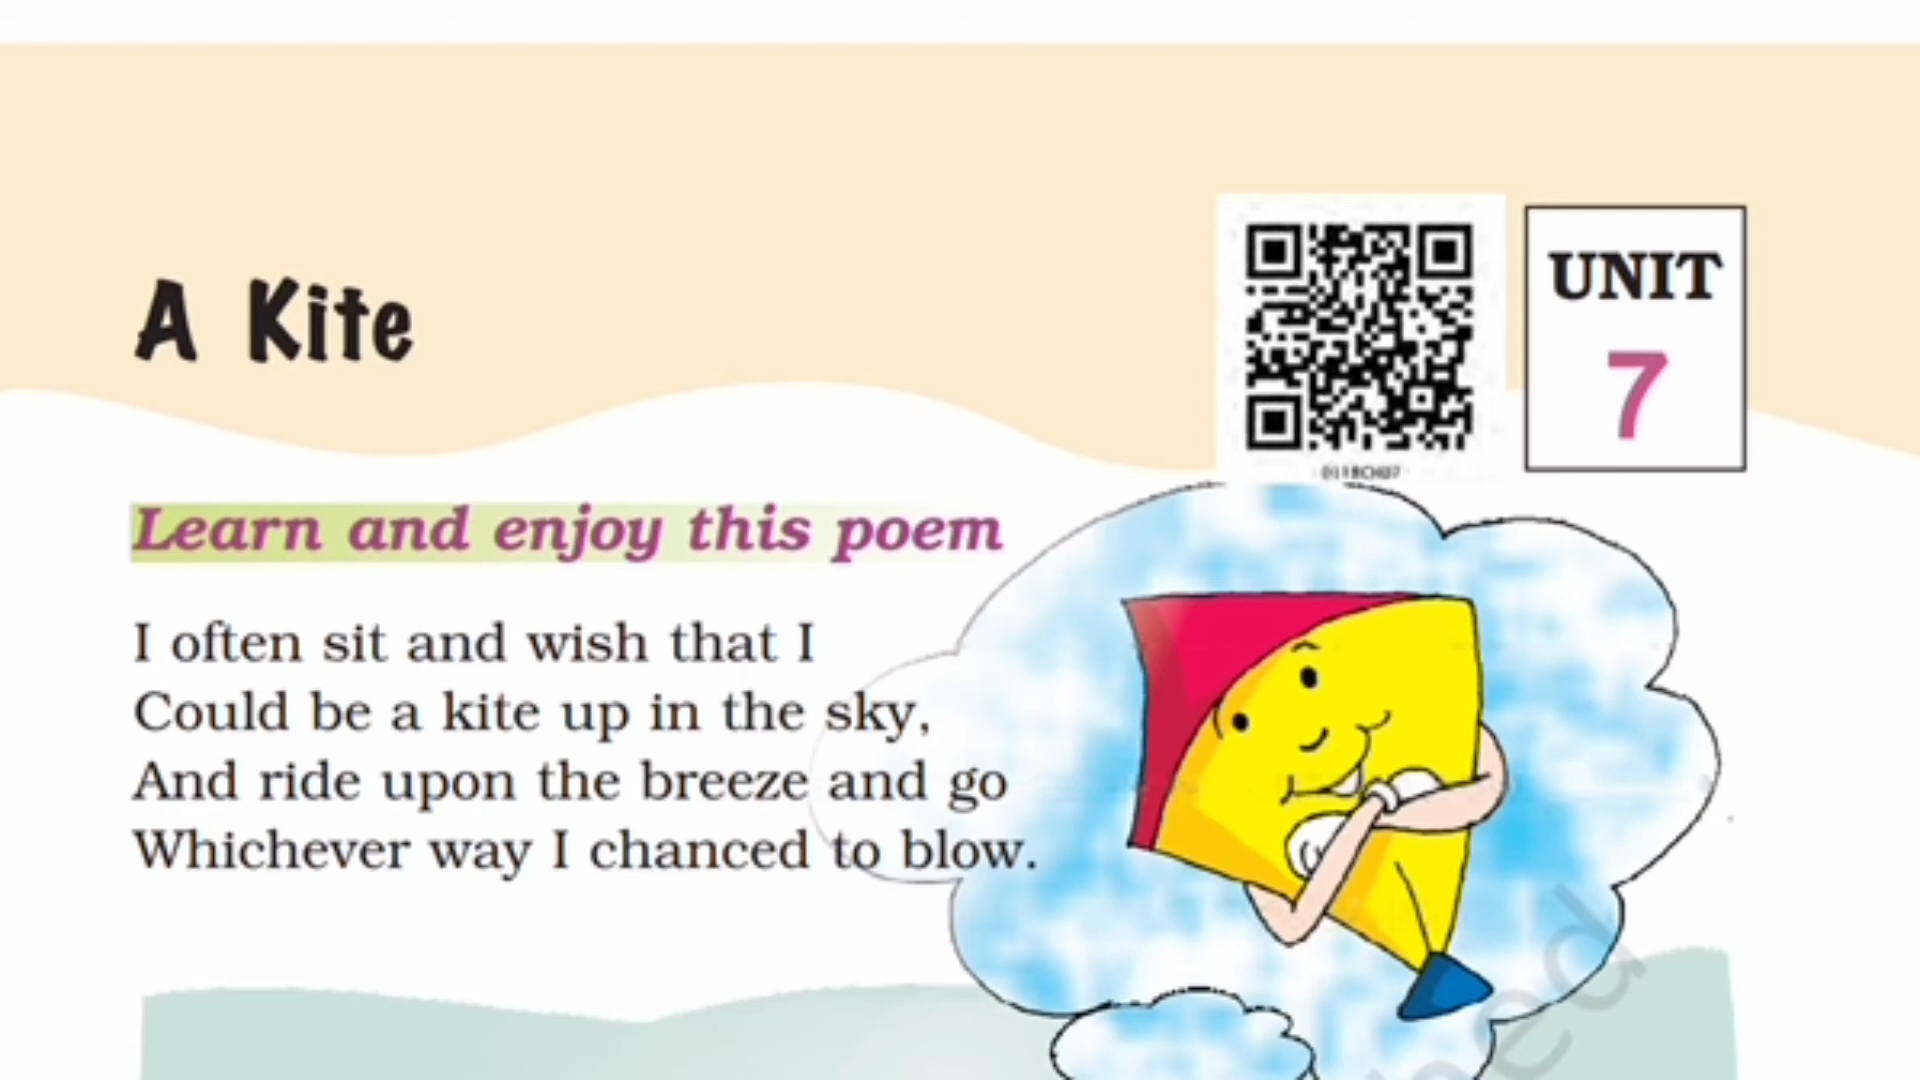 A Kite
UNIT
7
Learn and enjoy this poem
I often sit and wish that I
Could be a kite up in the sky,
And ride upon the breeze and go
Whichever way I chanced to blow.